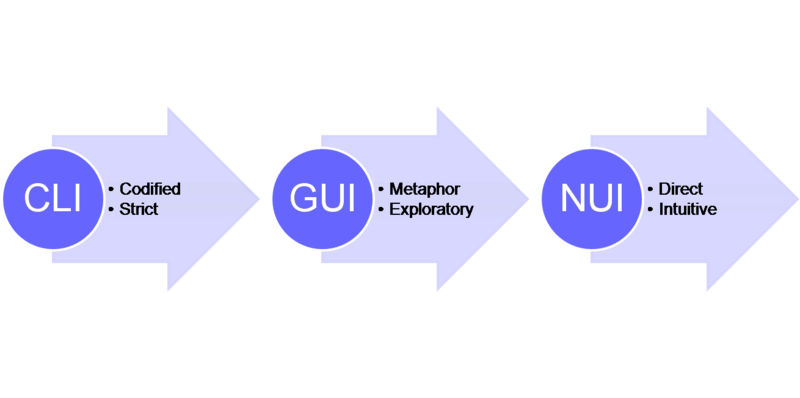 CLI
• Codified
• Strict
GUI
• Metaphor
• Exploratory
NUI
• Direct
• Intuitive